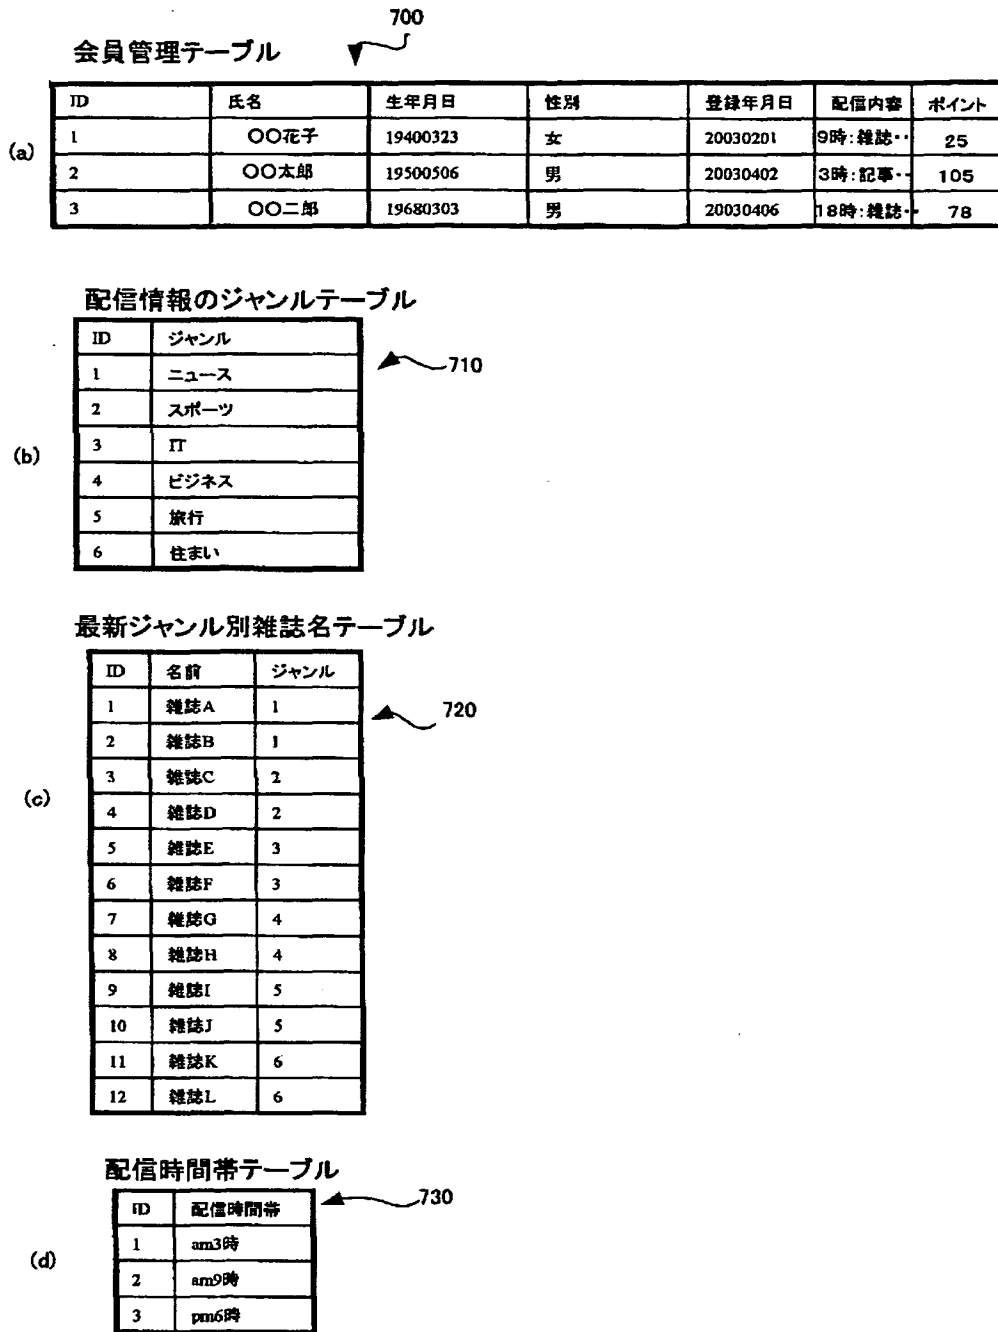 700
会員管理テーブル
(a)
ID 氏名 生年月日 性別 登録年月日 配信内容 ポイント
1 〇〇花子 19400323 女 20030201 9時:雑誌・・ 25
2 〇〇太郎 19500506 男 20030402 3時:記事・・ 105
3 〇〇二郎 19680303 男 20030406 18時:雑誌・・ 78
配信情報のジャンルテーブル
710
(b)
ID ジャンル
1 ニュース
2 スポーツ
3 IT
4 ビジネス
5 旅行
6 住まい
最新ジャンル別雑誌名テーブル
720
(c)
ID 名前 ジャンル
1 雑誌A 1
2 雑誌B 1
3 雑誌C 2
4 雑誌D 2
5 雑誌E 3
6 雑誌F 3
7 雑誌G 4
8 雑誌H 4
9 雑誌I 5
10 雑誌J 5
11 雑誌K 6
12 雑誌L 6
配信時間帯テーブル
730
(d)
ID 配信時間帯
1 am3時
2 am9時
3 pm6時